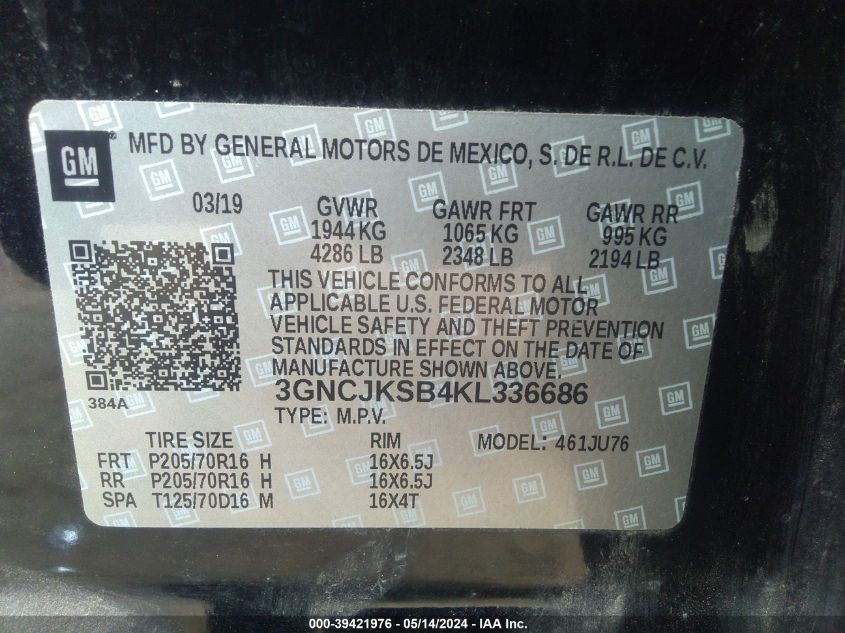 GM
MFD BY GENERAL MOTORS DE MEXICO, S. DE R.L. DE C.V.
03/19 GVWR GAWR FRT GAWR RR
1944 KG 1065 KG 995 KG
4286 LB 2348 LB 2194 LB
THIS VEHICLE CONFORMS TO ALL
APPLICABLE U.S. FEDERAL MOTOR
VEHICLE SAFETY AND THEFT PREVENTION
STANDARDS IN EFFECT ON THE DATE OF
MANUFACTURE SHOWN ABOVE.
3GNCJKSB4KL336686
384A
TYPE: M.P.V.
TIRE SIZE RIM MODEL: 461JU76
FRT P205/70R16 H 16X6.5J
RR P205/70R16 H 16X6.5J
SPA T125/70D16 M 16X4T
000-39421976 - 05/14/2024 - IAA Inc.